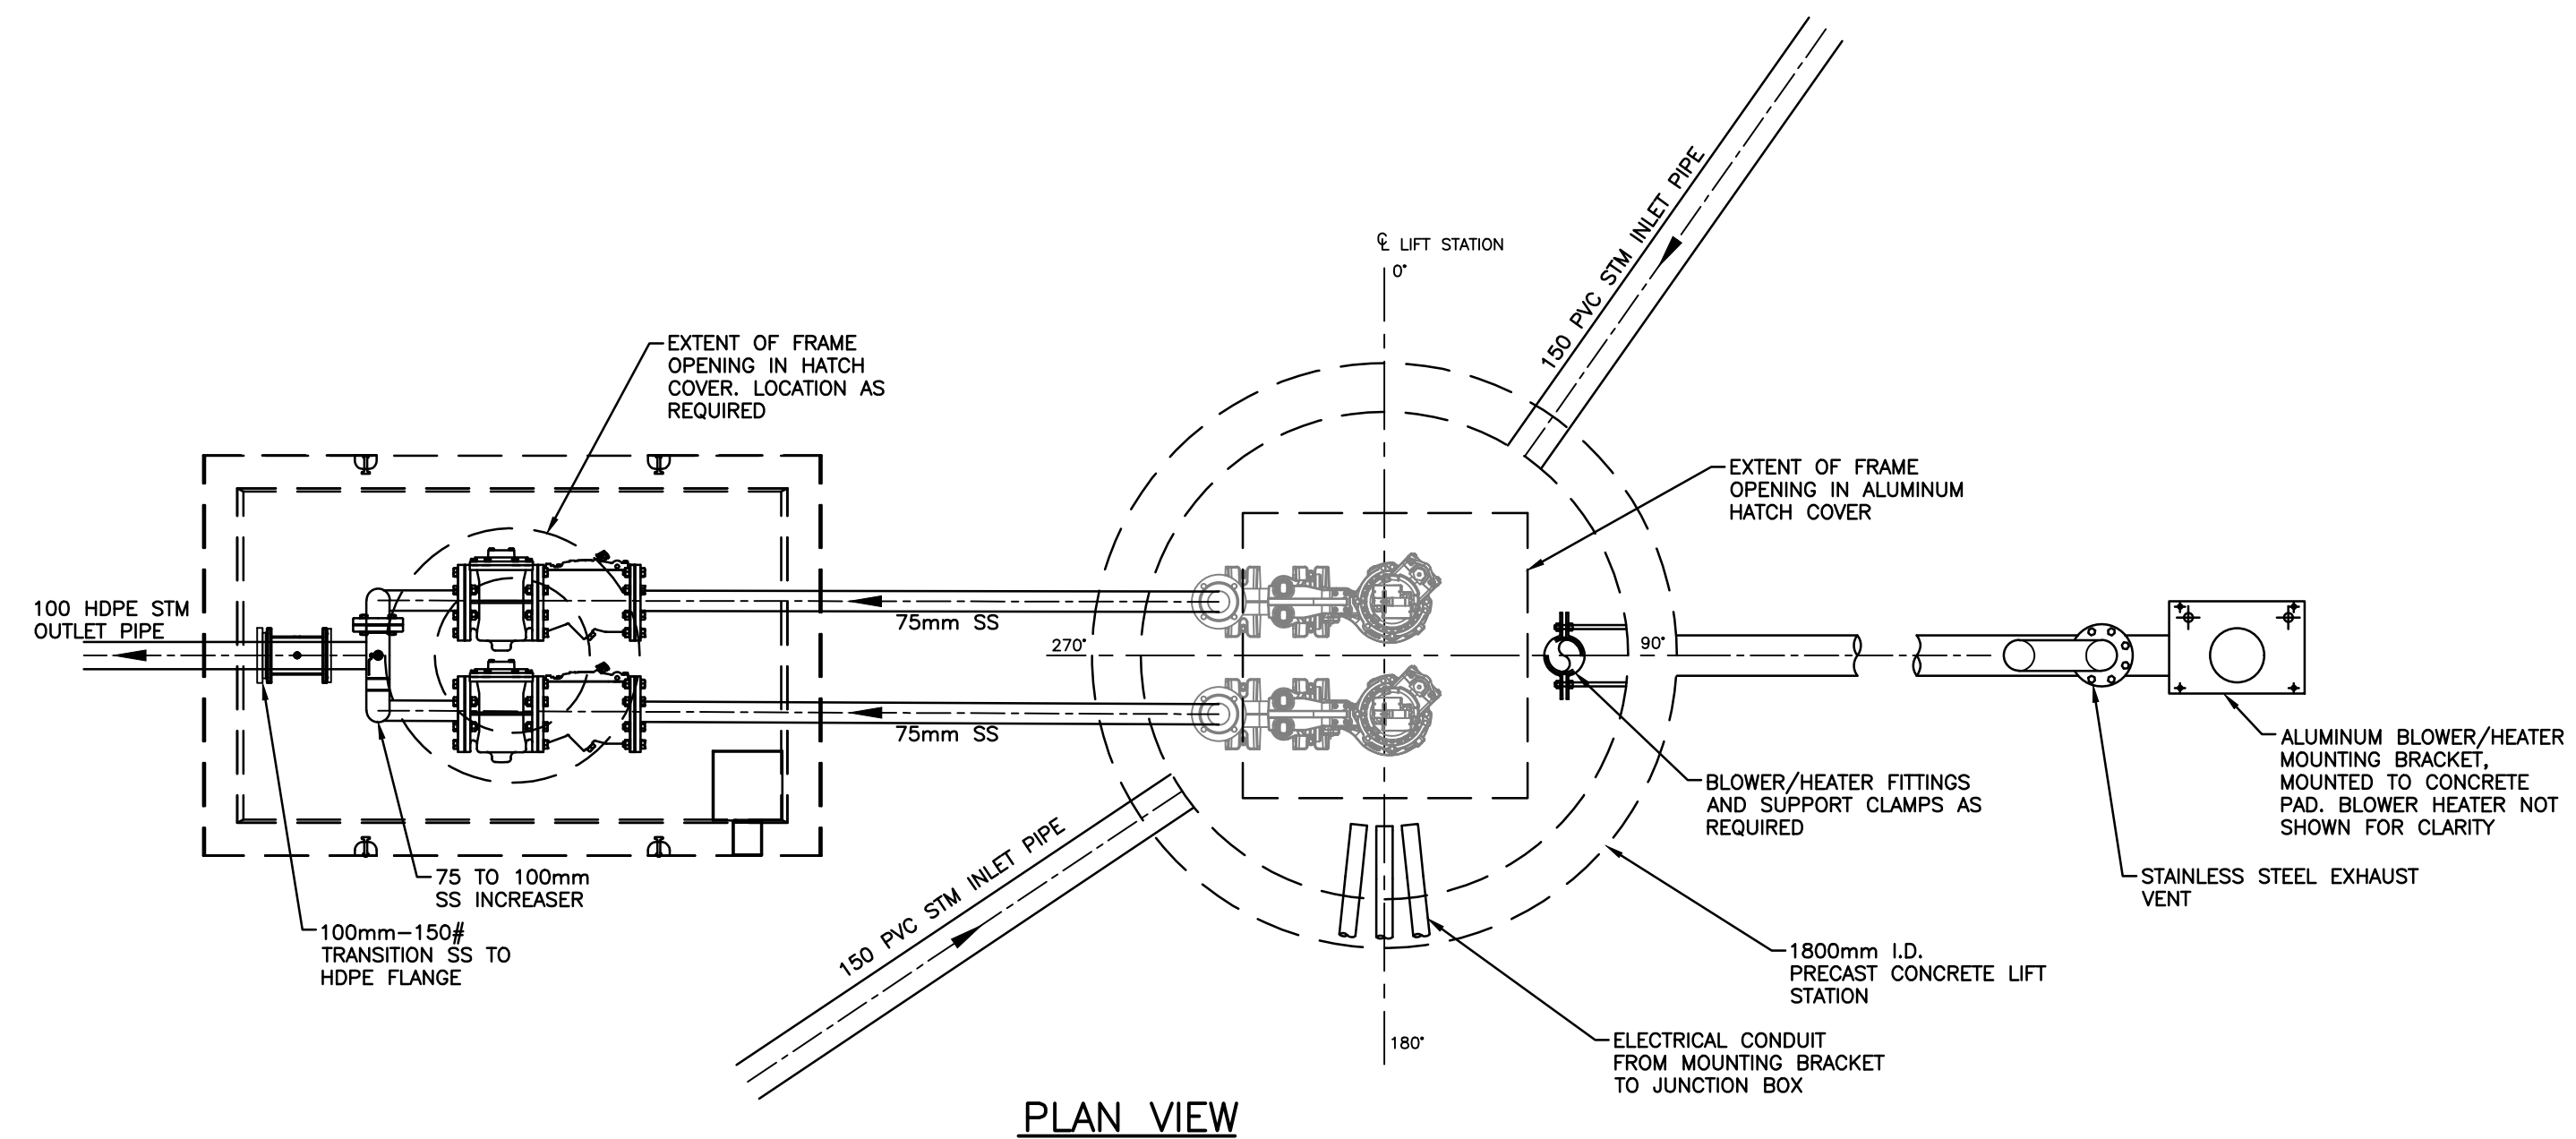 150 PVC STM INLET PIPE
℄ LIFT STATION
0°
EXTENT OF FRAME
OPENING IN HATCH
COVER. LOCATION AS
REQUIRED
EXTENT OF FRAME
OPENING IN ALUMINUM
HATCH COVER
100 HDPE STM
OUTLET PIPE
75mm SS
270°
90°
75mm SS
ALUMINUM BLOWER/HEATER
MOUNTING BRACKET,
MOUNTED TO CONCRETE
PAD. BLOWER HEATER NOT
SHOWN FOR CLARITY
BLOWER/HEATER FITTINGS
AND SUPPORT CLAMPS AS
REQUIRED
150 PVC STM INLET PIPE
75 TO 100mm
SS INCREASER
STAINLESS STEEL EXHAUST
VENT
100mm-150#
TRANSITION SS TO
HDPE FLANGE
1800mm I.D.
PRECAST CONCRETE LIFT
STATION
180°
ELECTRICAL CONDUIT
FROM MOUNTING BRACKET
TO JUNCTION BOX
PLAN VIEW